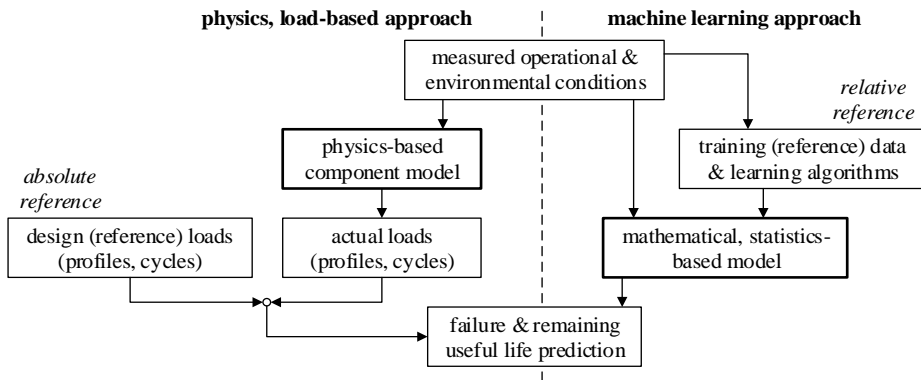 physics, load-based approach
machine learning approach
measured operational &
environmental conditions
relative
reference
physics-based
component model
training (reference) data
& learning algorithms
absolute
reference
design (reference) loads
(profiles, cycles)
actual loads
(profiles, cycles)
mathematical, statistics-
based model
failure & remaining
useful life prediction